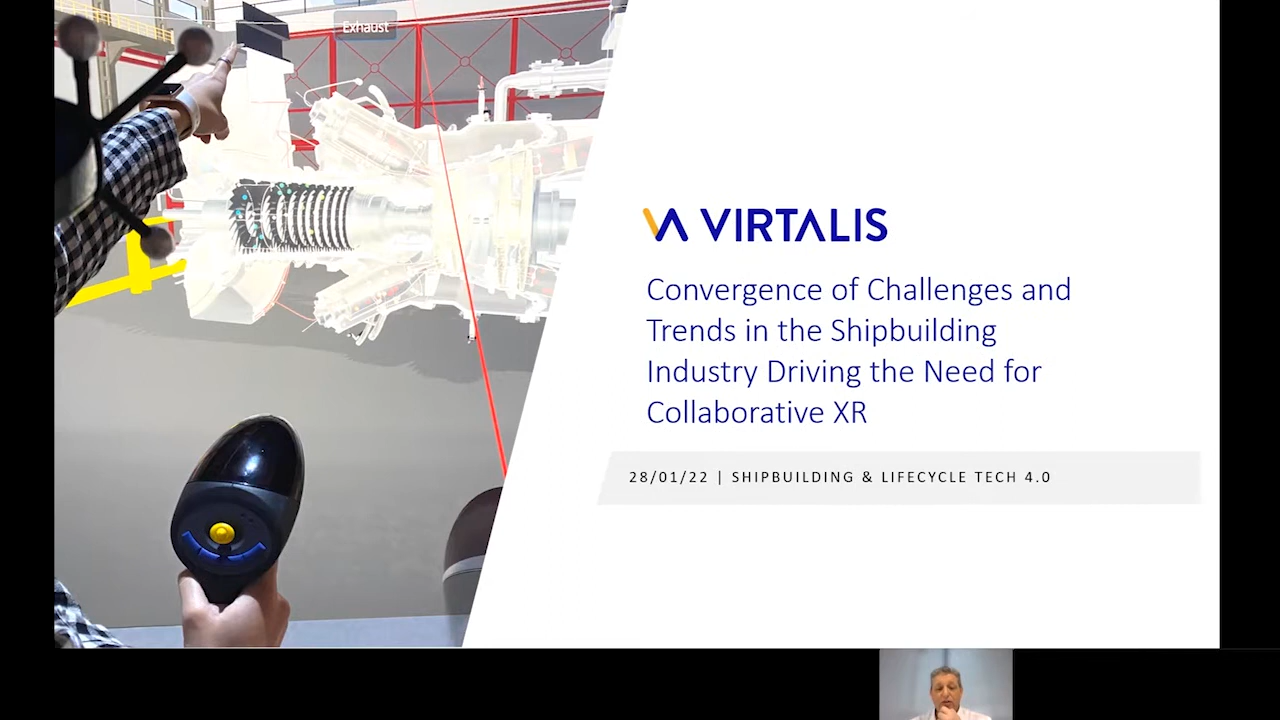 Exhaust
VIRTALIS
Convergence of Challenges and
Trends in the Shipbuilding
Industry Driving the Need for
Collaborative XR
28/01/22 | SHIPBUILDING & LIFECYCLE TECH 4.0